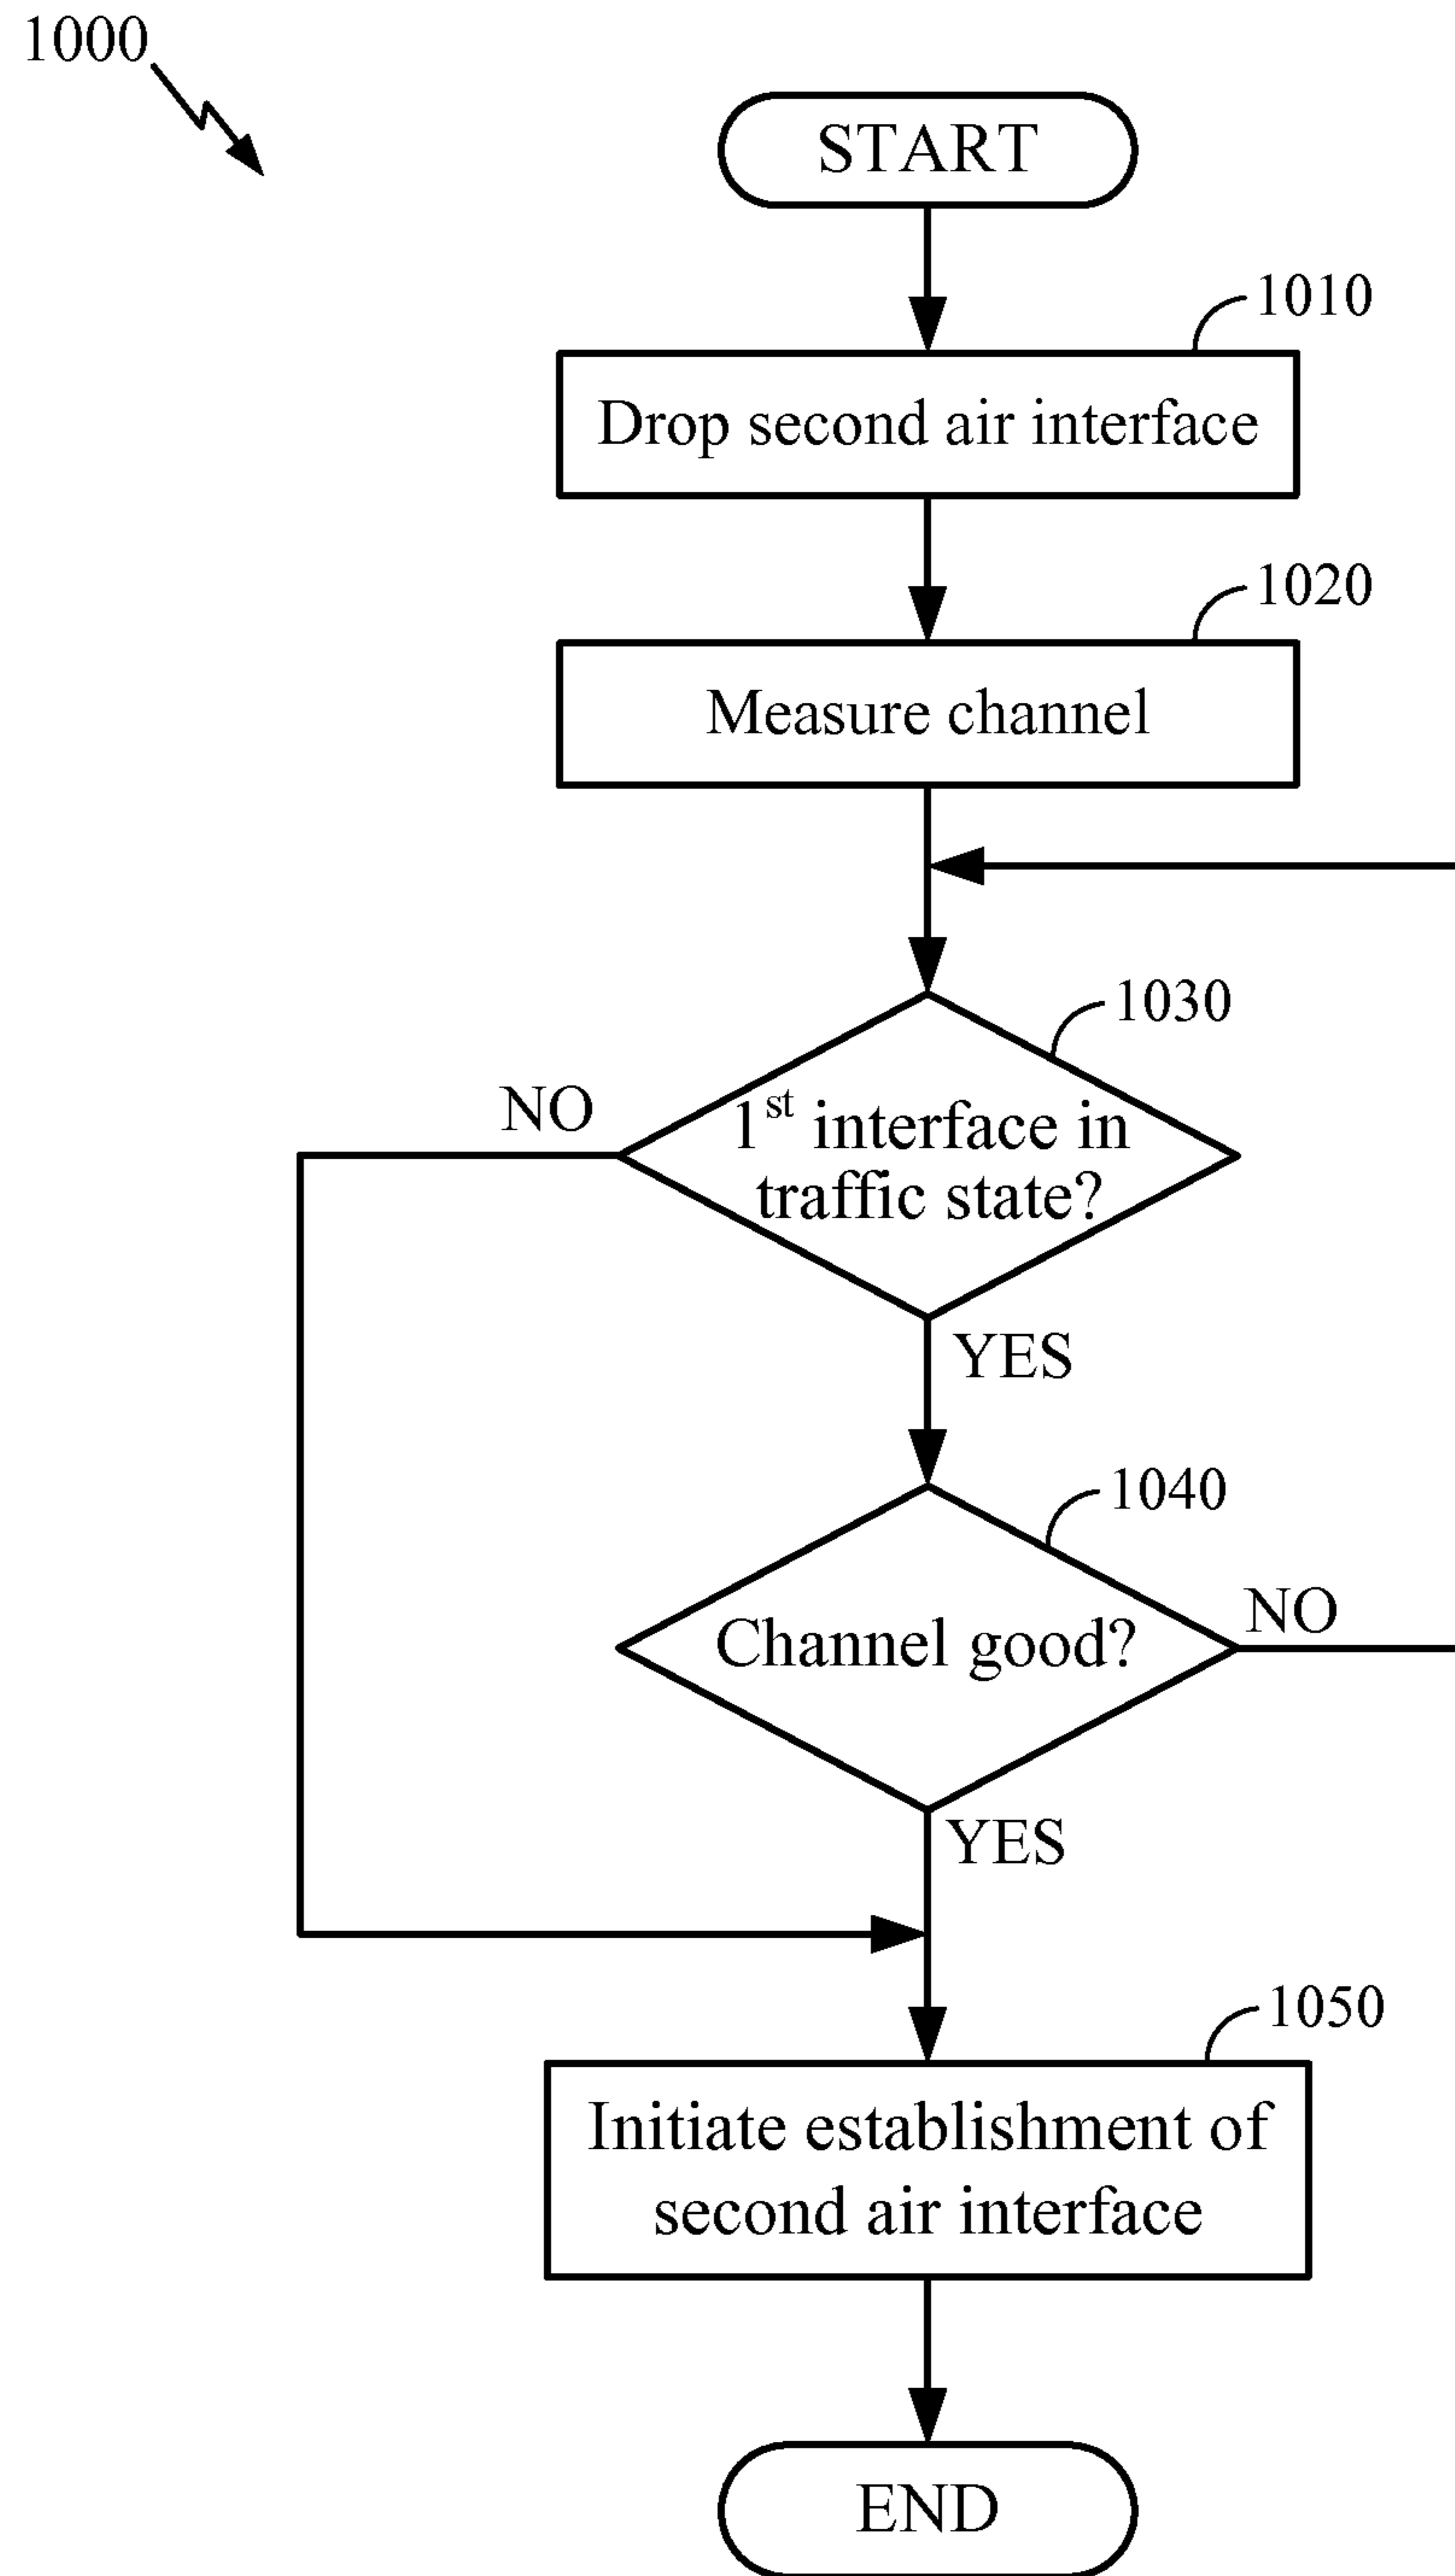 1000
START
1010
Drop second air interface
1020
Measure channel
1030
NO
1st interface in
traffic state?
YES
1040
Channel good?
NO
YES
1050
Initiate establishment of
second air interface
END